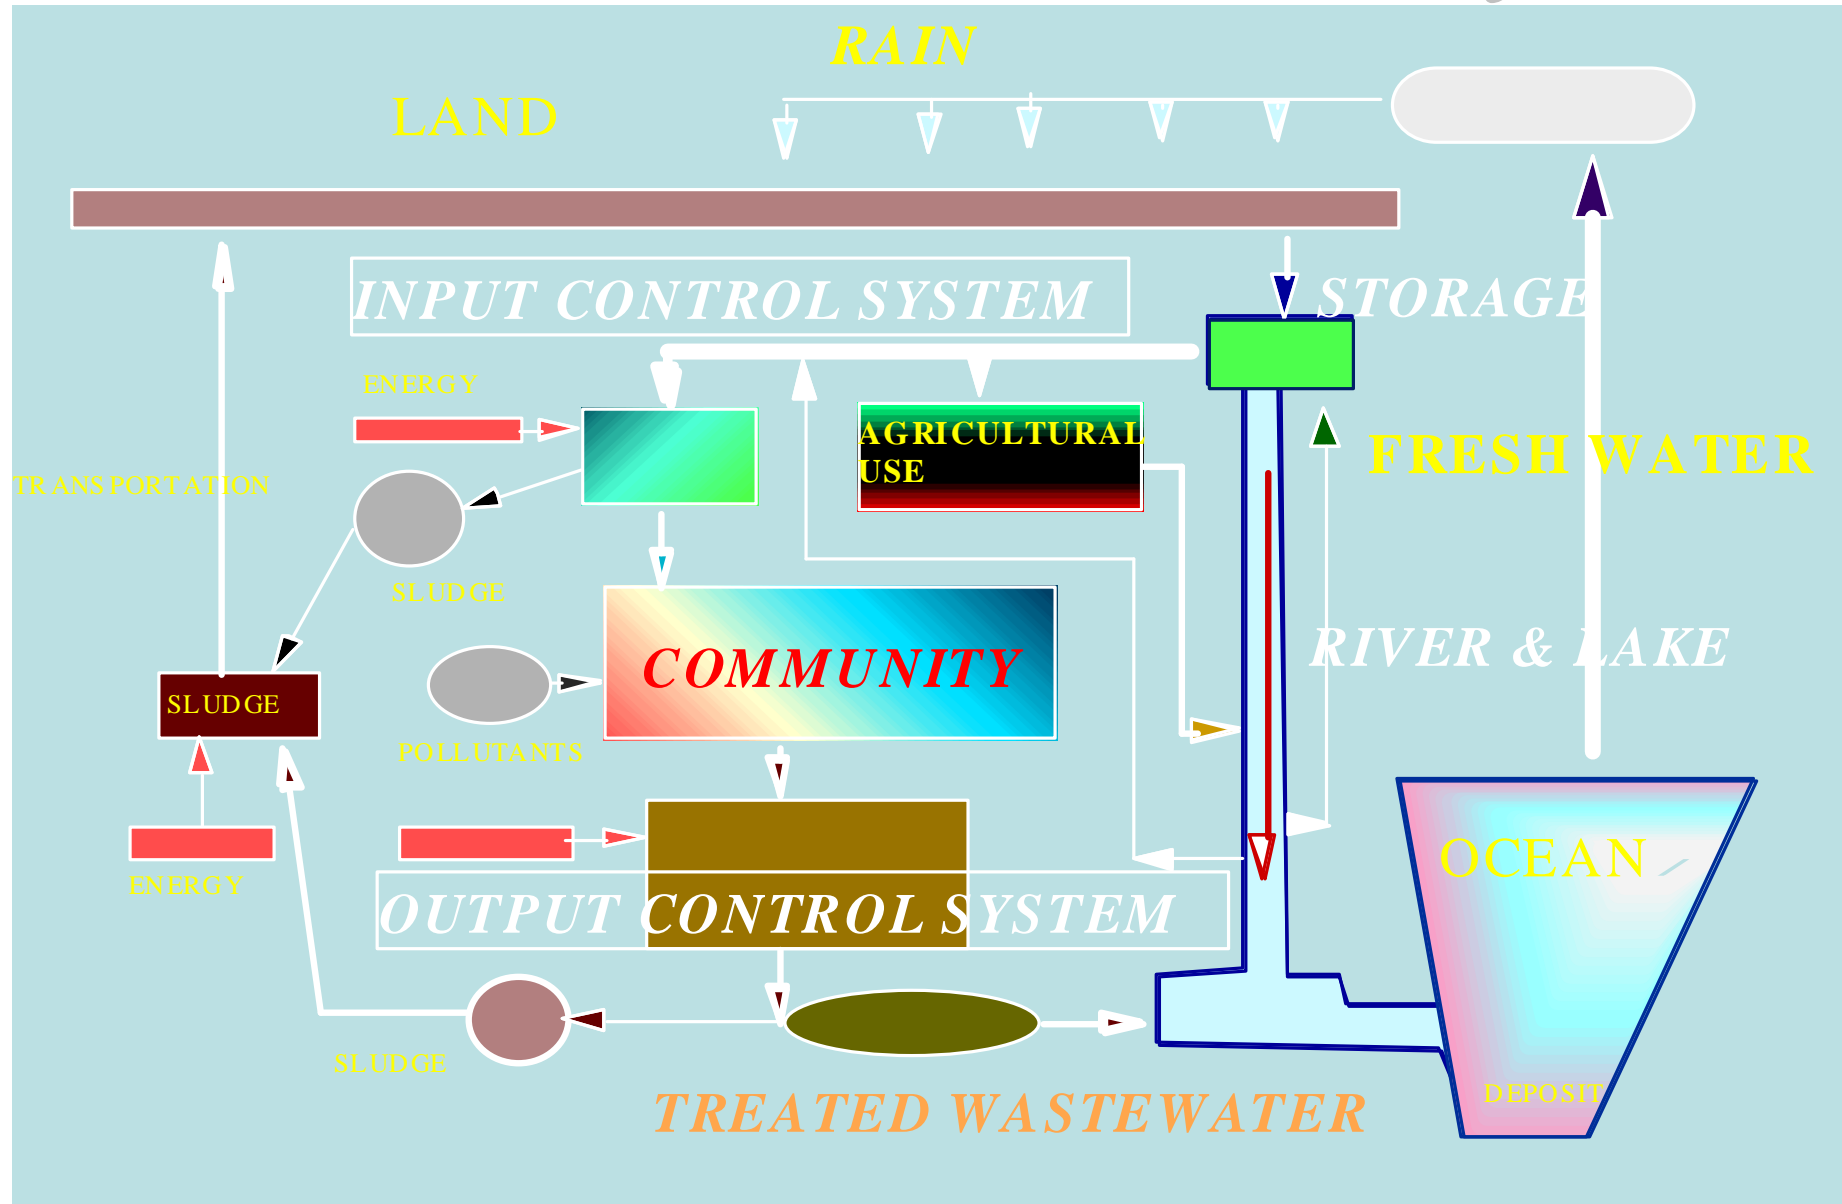 RAIN
LAND
INPUT CONTROL SYSTEM
STORAGE
ENERGY
AGRICULTURAL
USE
FRESH WATER
TRANSPORTATION
SLUDGE
RIVER & LAKE
COMMUNITY
SLUDGE
POLLUTANTS
OCEAN
ENERGY
OUTPUT CONTROL SYSTEM
SLUDGE
DEPOSIT
TREATED WASTEWATER